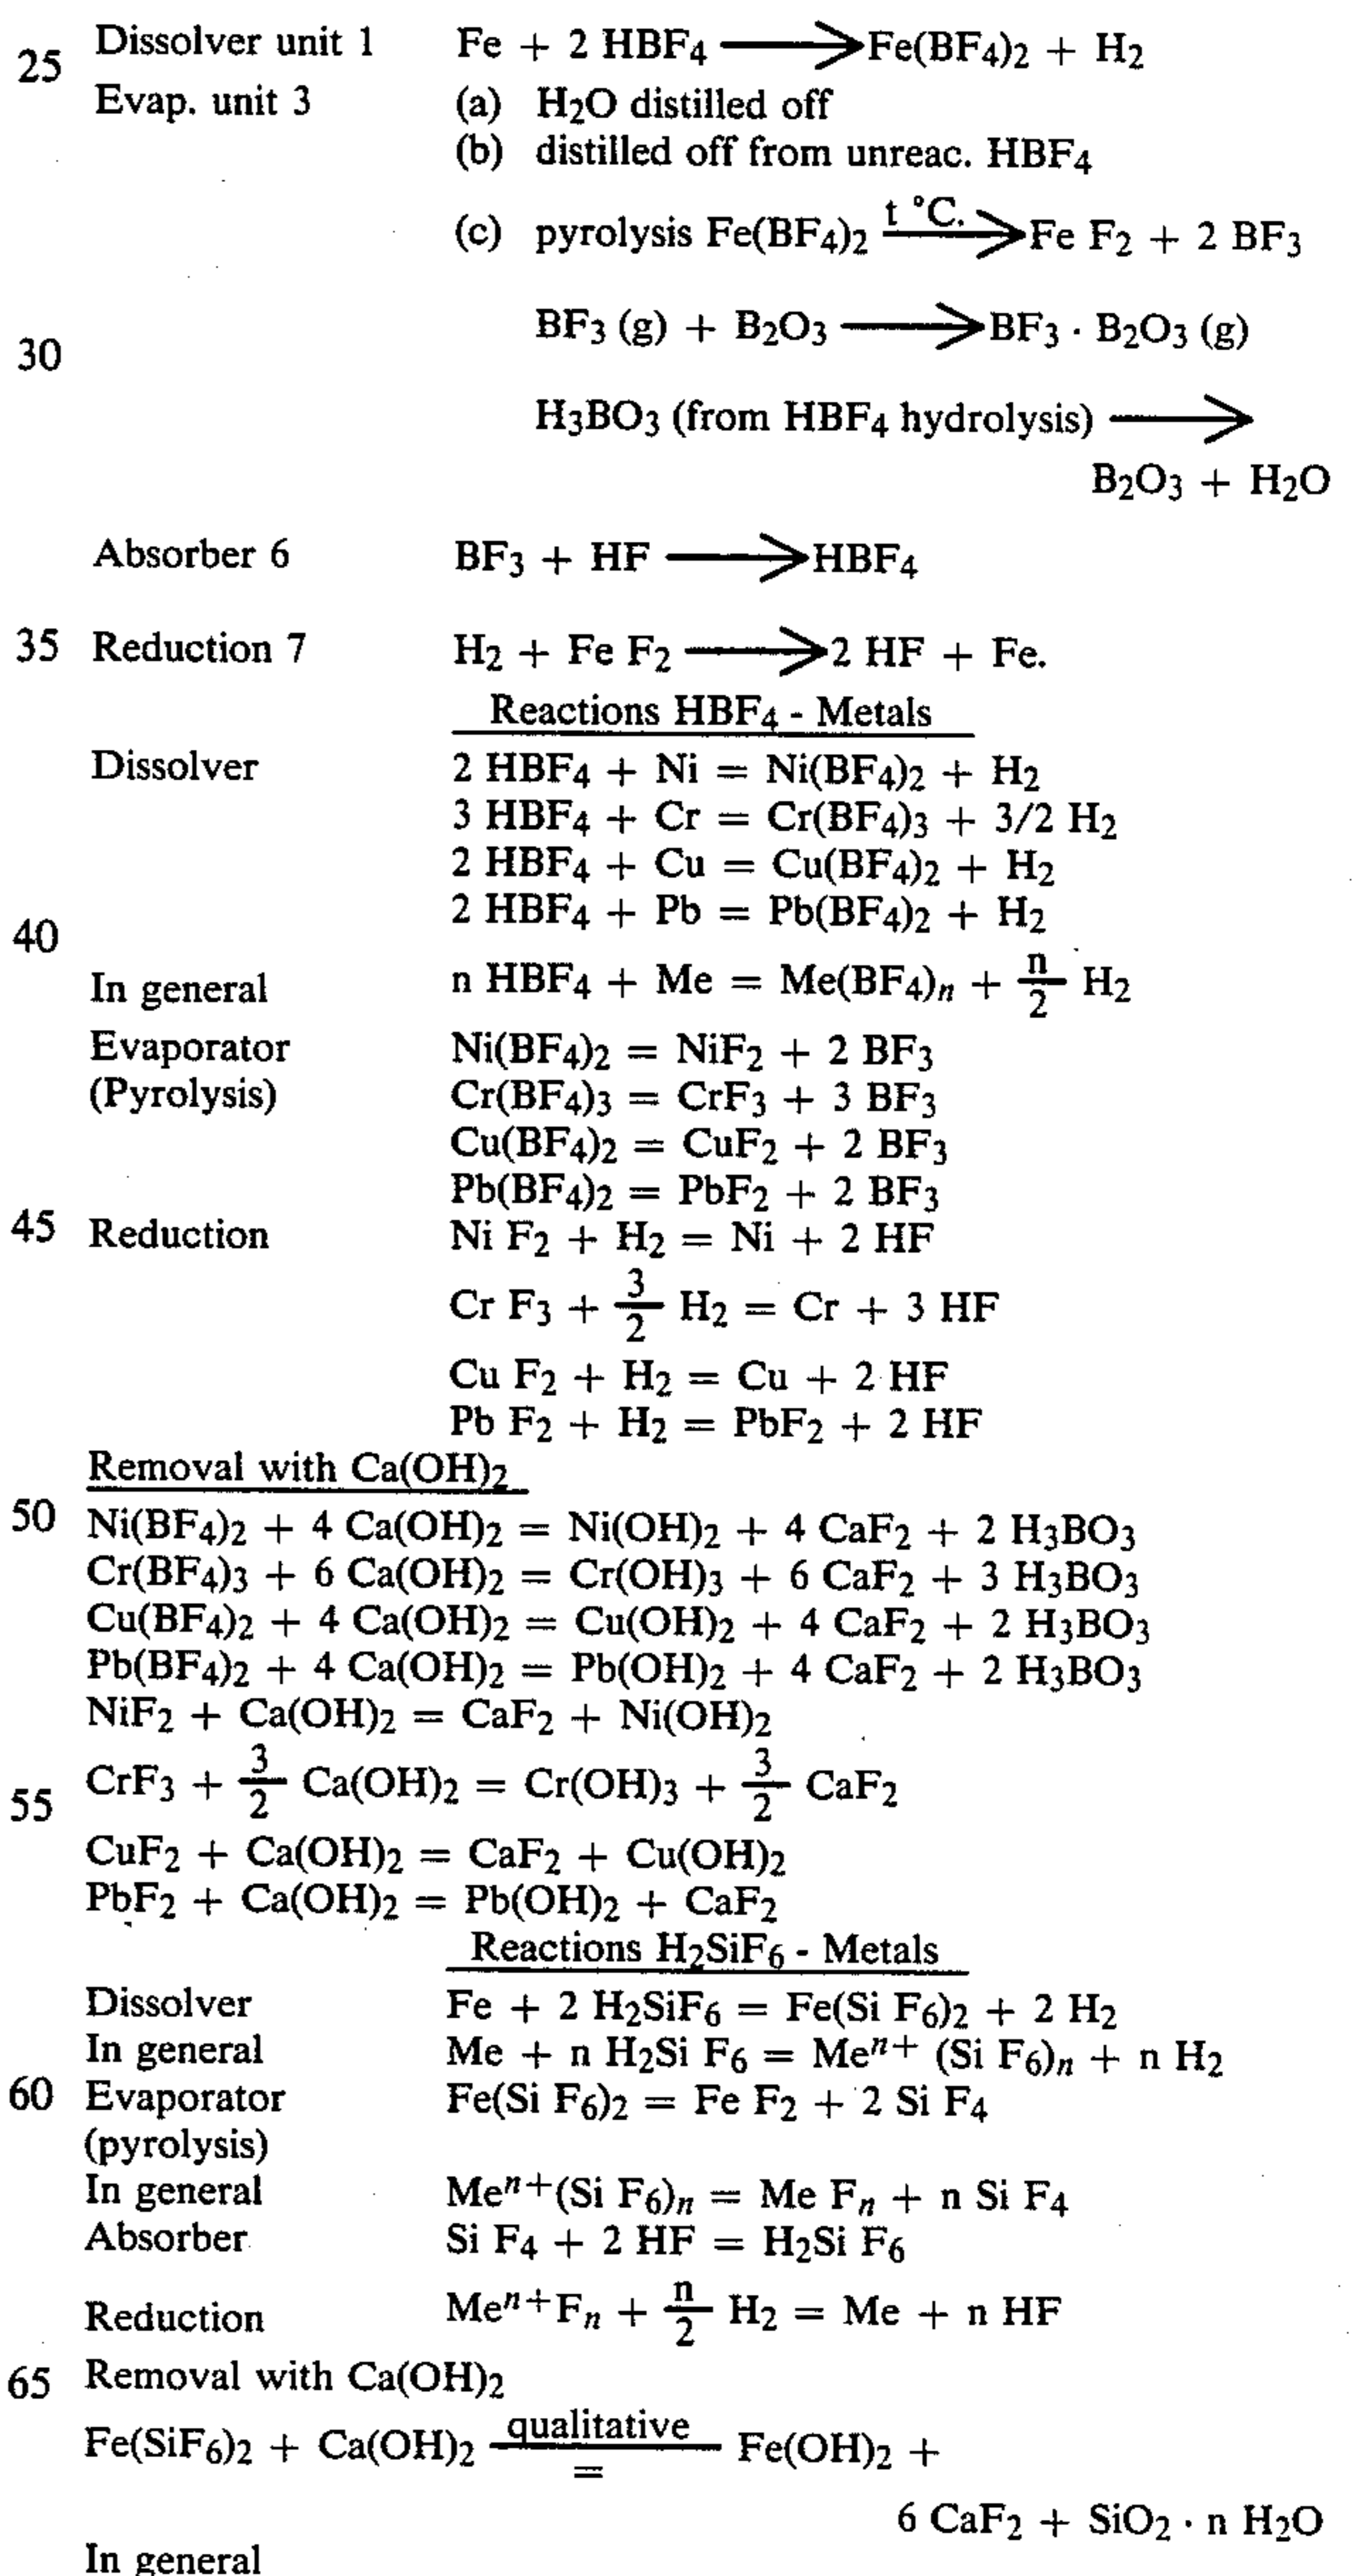 25 Dissolver unit 1 Fe + 2 HBF₄ ⟶ Fe(BF₄)₂ + H₂
Evap. unit 3 (a) H₂O distilled off
(b) distilled off from unreac. HBF₄
(c) pyrolysis Fe(BF₄)₂ t °C. ⟶ Fe F₂ + 2 BF₃
BF₃ (g) + B₂O₃ ⟶ BF₃ · B₂O₃ (g)
30
H₃BO₃ (from HBF₄ hydrolysis) ⟶
B₂O₃ + H₂O
Absorber 6 BF₃ + HF ⟶ HBF₄
35 Reduction 7 H₂ + Fe F₂ ⟶ 2 HF + Fe.
Reactions HBF₄ - Metals
Dissolver 2 HBF₄ + Ni = Ni(BF₄)₂ + H₂
3 HBF₄ + Cr = Cr(BF₄)₃ + 3/2 H₂
2 HBF₄ + Cu = Cu(BF₄)₂ + H₂
2 HBF₄ + Pb = Pb(BF₄)₂ + H₂
40
In general n HBF₄ + Me = Me(BF₄)ₙ + n/2 H₂
Evaporator Ni(BF₄)₂ = NiF₂ + 2 BF₃
(Pyrolysis) Cr(BF₄)₃ = CrF₃ + 3 BF₃
Cu(BF₄)₂ = CuF₂ + 2 BF₃
Pb(BF₄)₂ = PbF₂ + 2 BF₃
45 Reduction Ni F₂ + H₂ = Ni + 2 HF
Cr F₃ + 3/2 H₂ = Cr + 3 HF
Cu F₂ + H₂ = Cu + 2 HF
Pb F₂ + H₂ = PbF₂ + 2 HF
Removal with Ca(OH)₂
50 Ni(BF₄)₂ + 4 Ca(OH)₂ = Ni(OH)₂ + 4 CaF₂ + 2 H₃BO₃
Cr(BF₄)₃ + 6 Ca(OH)₂ = Cr(OH)₃ + 6 CaF₂ + 3 H₃BO₃
Cu(BF₄)₂ + 4 Ca(OH)₂ = Cu(OH)₂ + 4 CaF₂ + 2 H₃BO₃
Pb(BF₄)₂ + 4 Ca(OH)₂ = Pb(OH)₂ + 4 CaF₂ + 2 H₃BO₃
NiF₂ + Ca(OH)₂ = CaF₂ + Ni(OH)₂
55 CrF₃ + 3/2 Ca(OH)₂ = Cr(OH)₃ + 3/2 CaF₂
CuF₂ + Ca(OH)₂ = CaF₂ + Cu(OH)₂
PbF₂ + Ca(OH)₂ = Pb(OH)₂ + CaF₂
Reactions H₂SiF₆ - Metals
Dissolver Fe + 2 H₂SiF₆ = Fe(Si F₆)₂ + 2 H₂
In general Me + n H₂Si F₆ = Meⁿ⁺ (Si F₆)ₙ + n H₂
60 Evaporator Fe(Si F₆)₂ = Fe F₂ + 2 Si F₄
(pyrolysis)
In general Meⁿ⁺(Si F₆)ₙ = Me Fₙ + n Si F₄
Absorber Si F₄ + 2 HF = H₂Si F₆
Reduction Meⁿ⁺Fₙ + n/2 H₂ = Me + n HF
65 Removal with Ca(OH)₂
Fe(SiF₆)₂ + Ca(OH)₂ qualitative = Fe(OH)₂ +
6 CaF₂ + SiO₂ · n H₂O
In general